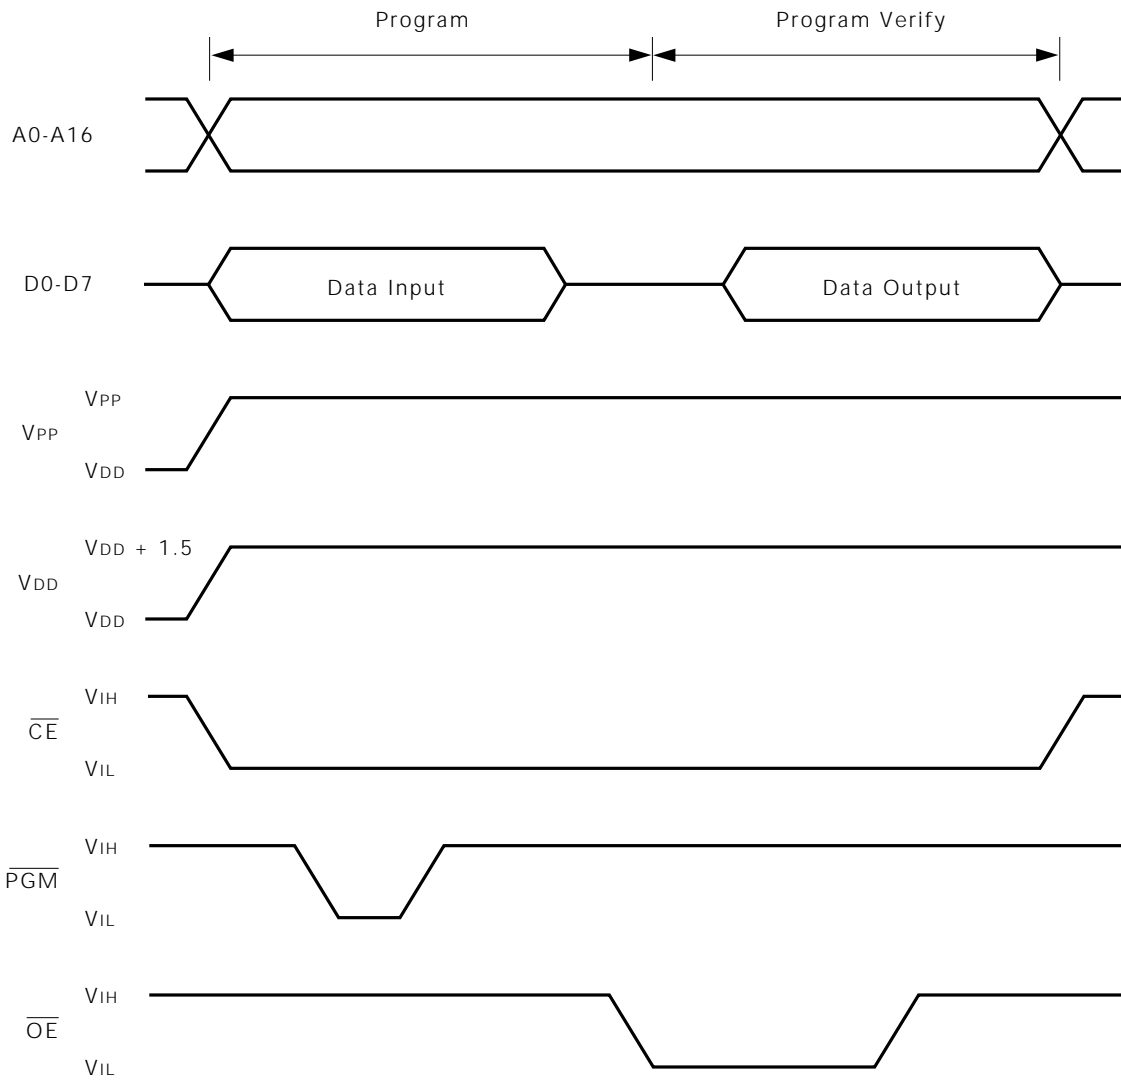 Program
Program Verify
A0-A16
D0-D7
Data Input
Data Output
VPP
VPP
VDD
VDD + 1.5
VDD
VDD
VIH
CE
VIL
VIH
PGM
VIL
VIH
OE
VIL